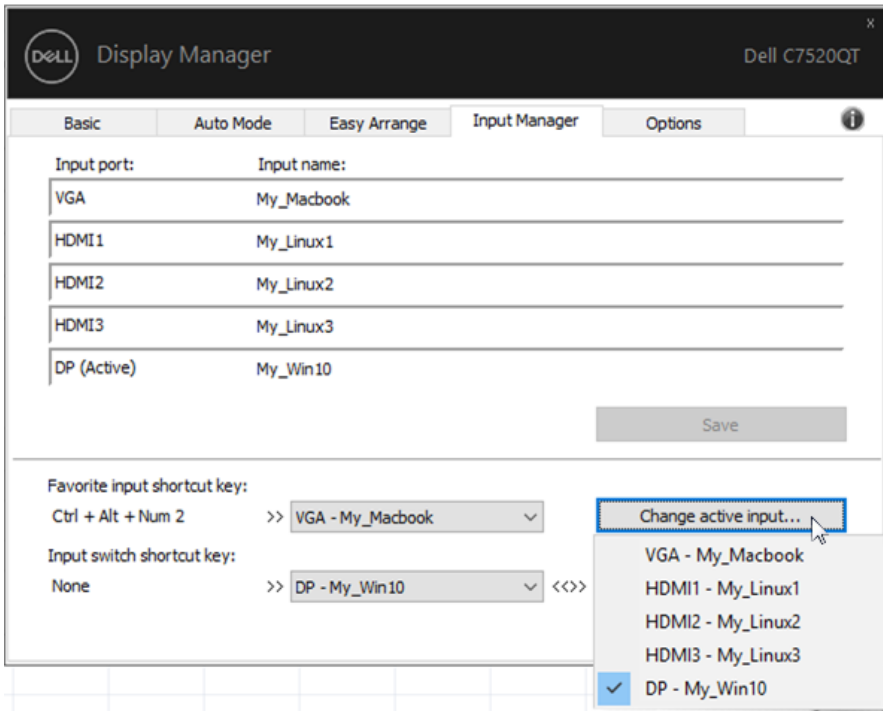 x
DELL Display Manager Dell C7520QT
Basic Auto Mode Easy Arrange Input Manager Options i
Input port: Input name:
VGA My_Macbook
HDMI1 My_Linux1
HDMI2 My_Linux2
HDMI3 My_Linux3
DP (Active) My_Win10
Save
Favorite input shortcut key:
Ctrl + Alt + Num 2 >> VGA - My_Macbook Change active input...
Input switch shortcut key:
None >> DP - My_Win10 <<>>
VGA - My_Macbook
HDMI1 - My_Linux1
HDMI2 - My_Linux2
HDMI3 - My_Linux3
DP - My_Win10